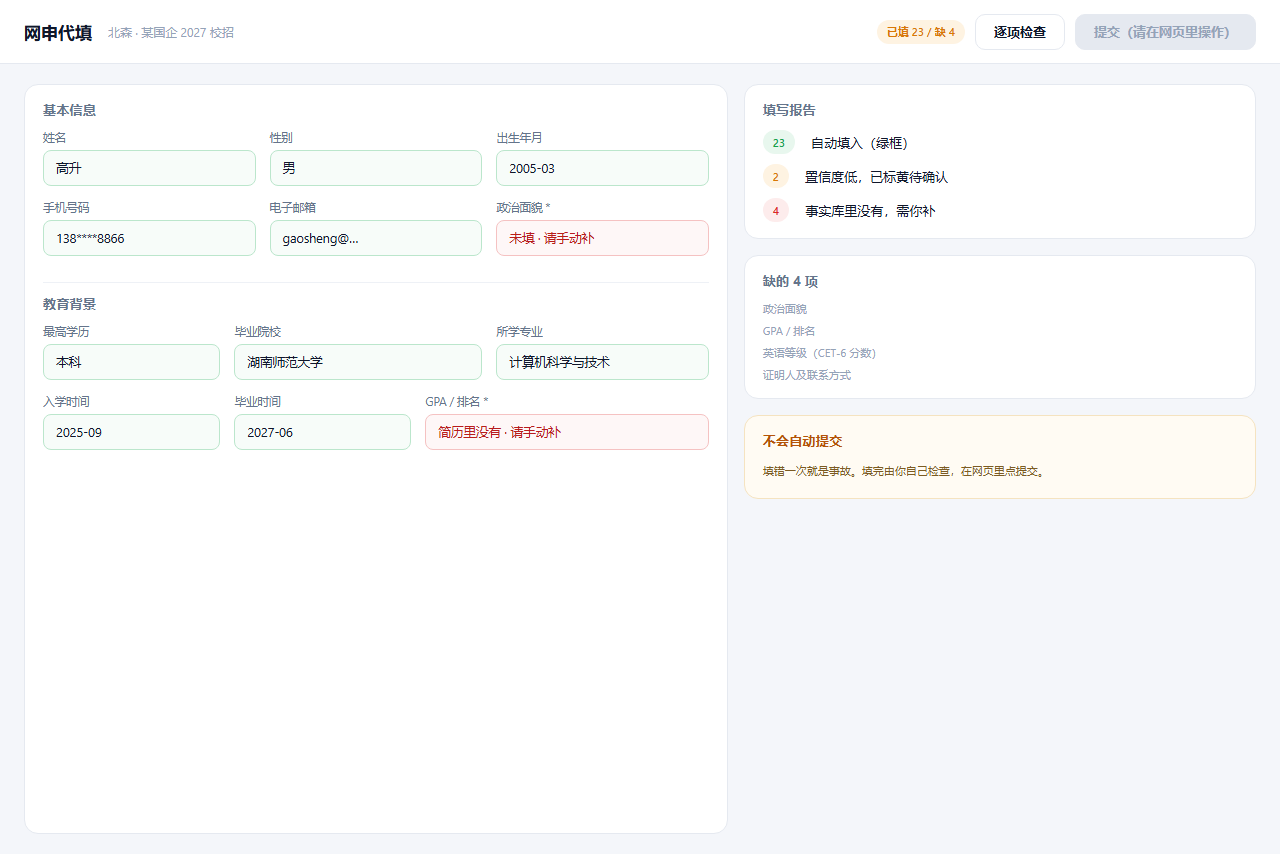 网申代填 北森 · 某国企 2027 校招 已填 23 / 缺 4 逐项检查 提交（请在网页里操作）
基本信息
姓名 性别 出生年月
高升 男 2005-03
手机号码 电子邮箱 政治面貌 *
138****8866 gaosheng@... 未填 · 请手动补
教育背景
最高学历 毕业院校 所学专业
本科 湖南师范大学 计算机科学与技术
入学时间 毕业时间 GPA / 排名 *
2025-09 2027-06 简历里没有 · 请手动补
填写报告
23 自动填入（绿框）
2 置信度低，已标黄待确认
4 事实库里没有，需你补
缺的 4 项
政治面貌
GPA / 排名
英语等级（CET-6 分数）
证明人及联系方式
不会自动提交
填错一次就是事故。填完由你自己检查，在网页里点提交。